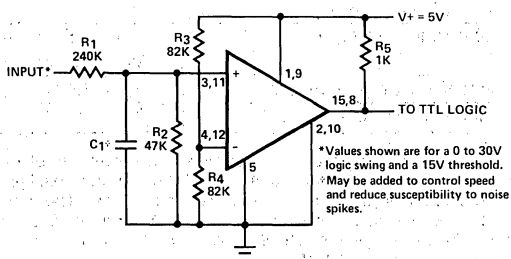 V+ = 5V
R1
240K
INPUT*
R3
82K
R5
1K
+
3,11
1,9
15,8
TO TTL LOGIC
C1†
R2
47K
4,12
−
2,10
5
R4
82K
*Values shown are for a 0 to 30V
logic swing and a 15V threshold.
†May be added to control speed
and reduce susceptibility to noise
spikes.